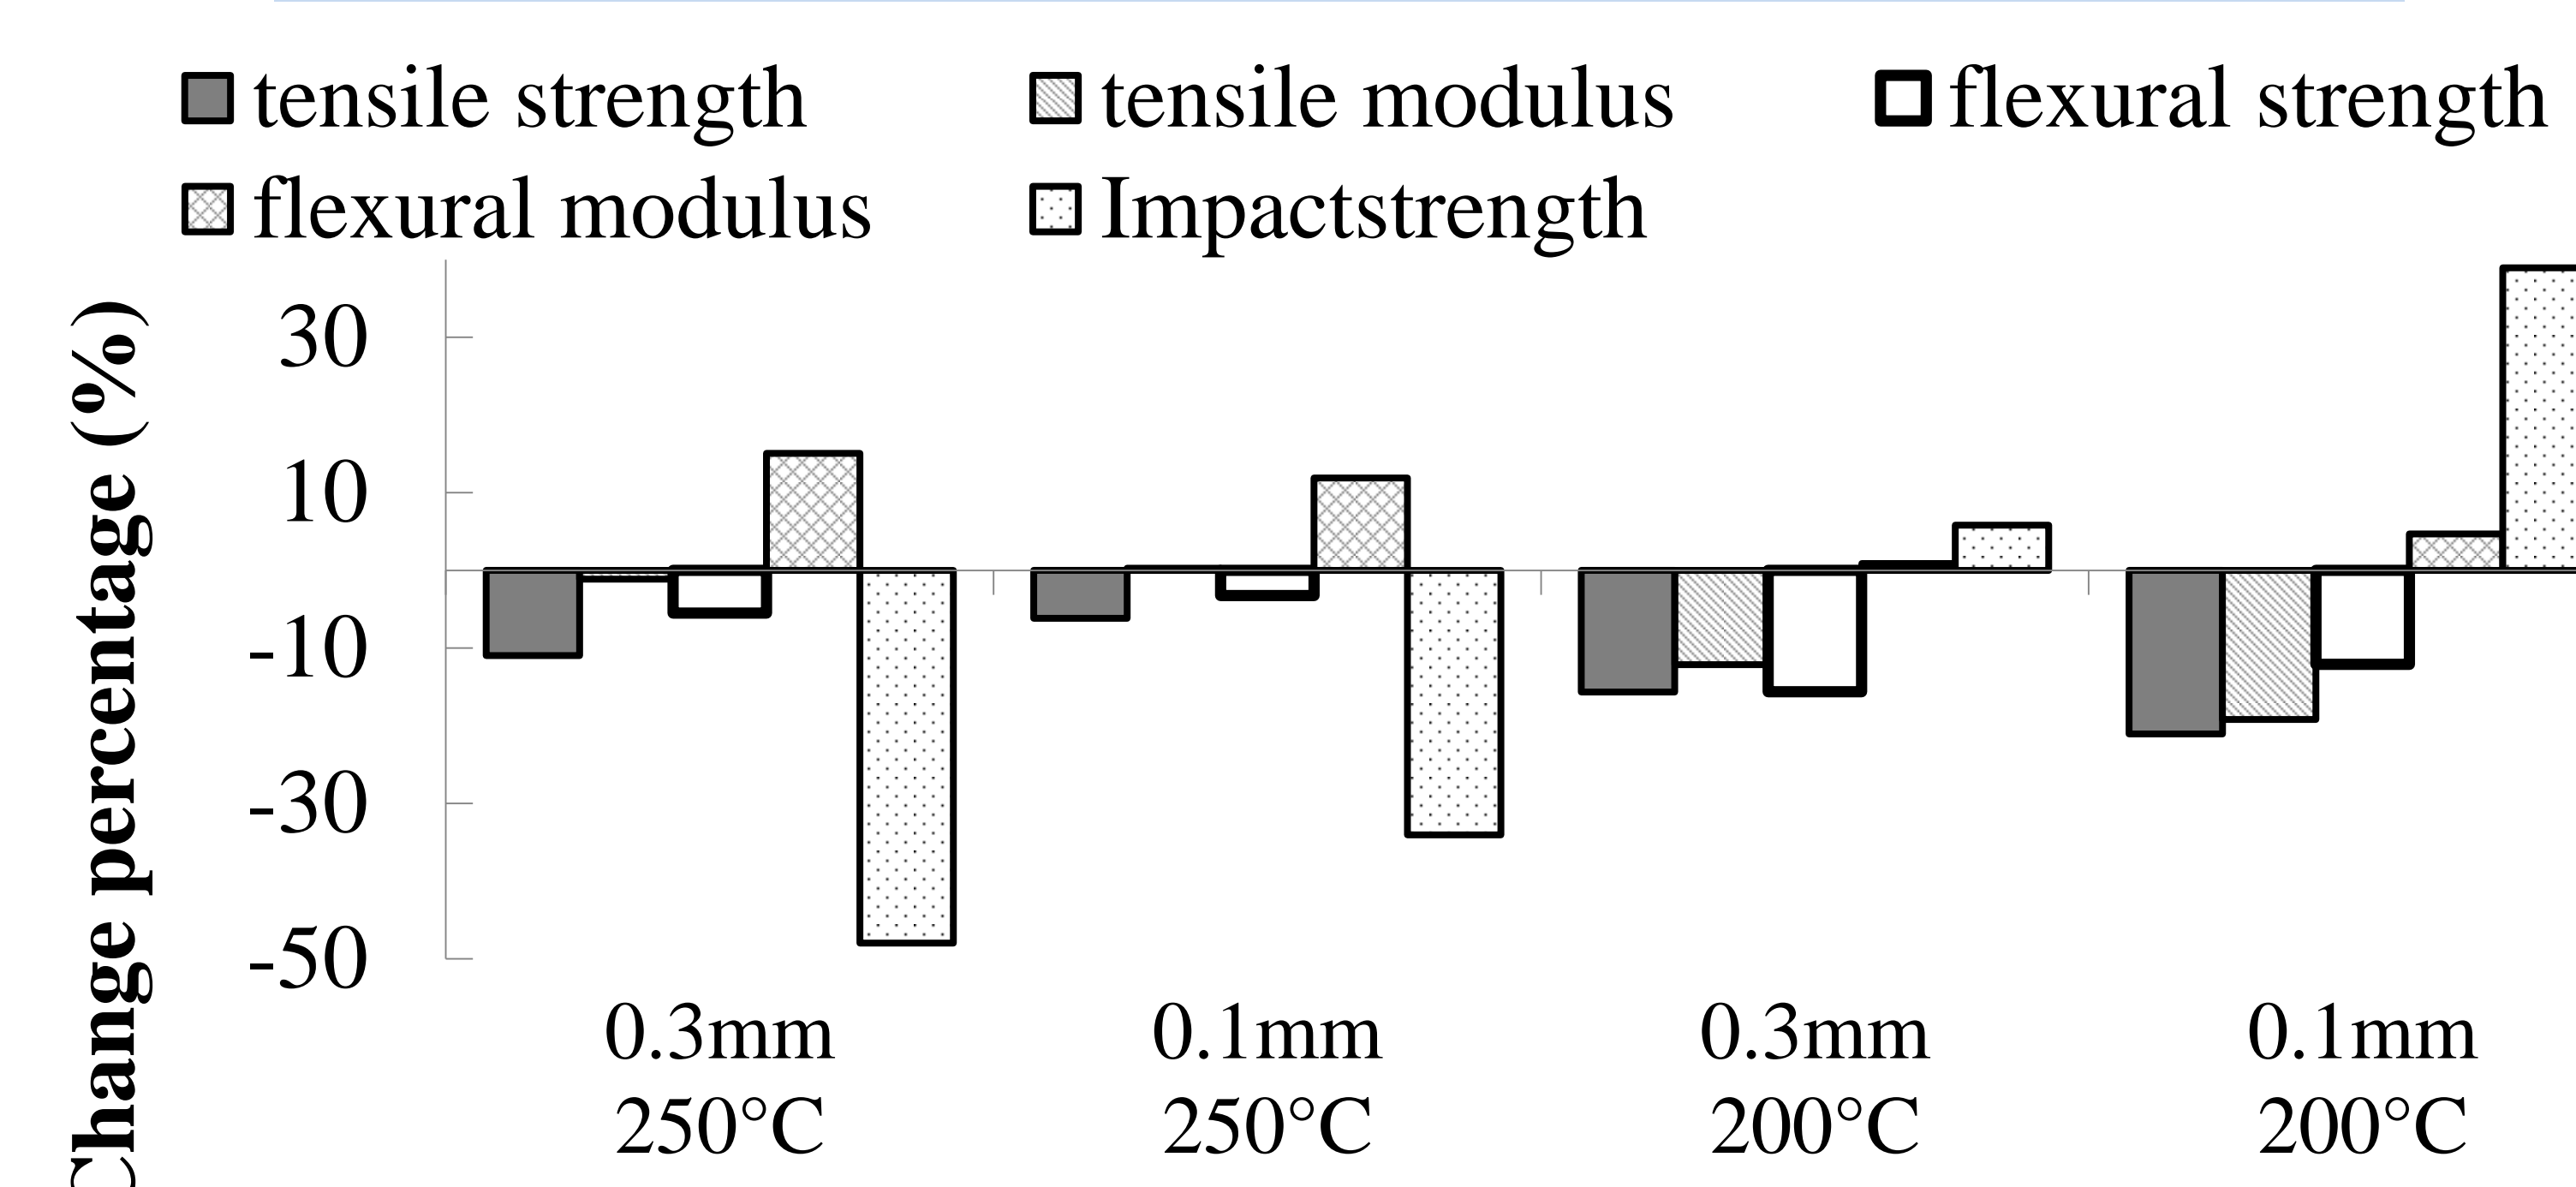 tensile strength tensile modulus flexural strength
flexural modulus Impactstrength
Change percentage (%)
30
10
-10
-30
-50
0.3mm 0.1mm 0.3mm 0.1mm
250°C 250°C 200°C 200°C